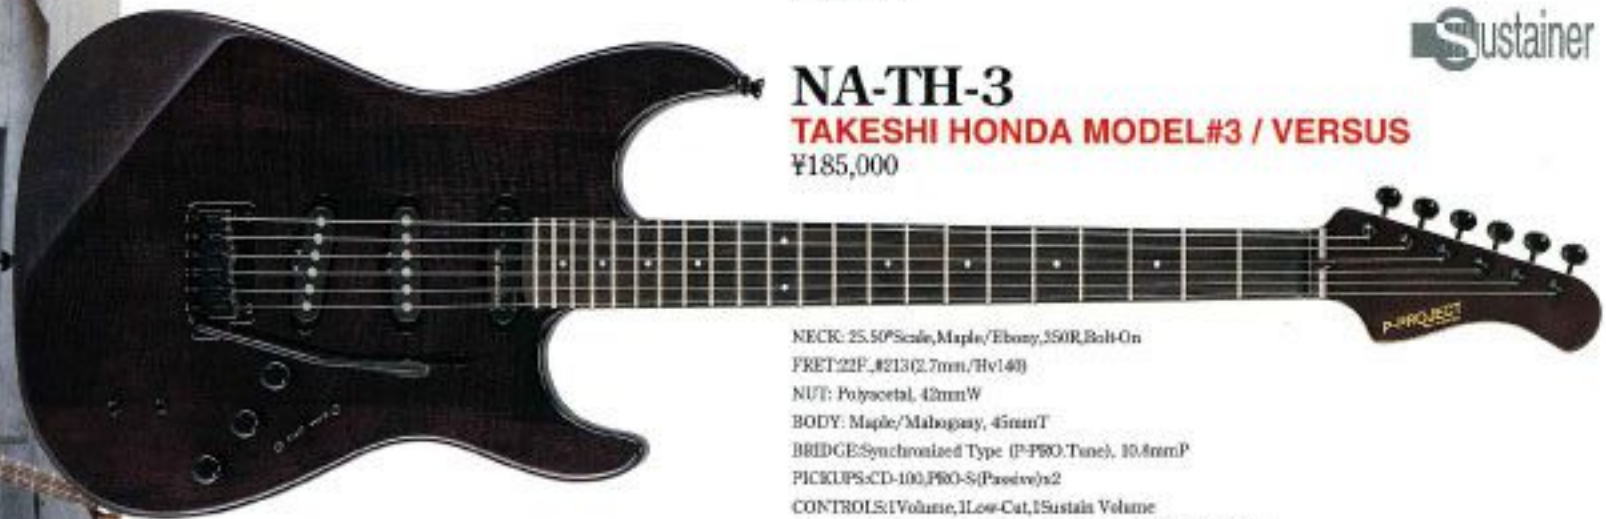 Sustainer
NA-TH-3
TAKESHI HONDA MODEL#3 / VERSUS
¥185,000
P-PROJECT
NECK: 25.50"Scale,Maple/Ebony,350R,Bolt-On
FRET:22F.,#213(2.7mm/Hv140)
NUT: Polyacetal, 42mmW
BODY: Maple/Mahogany, 45mmT
BRIDGE:Synchronized Type (P-PRO.Tune), 10.8mmP
PICKUPS:CD-100,PRO-S(Passive)x2
CONTROLS:1Volume,1Low-Cut,1Sustain Volume